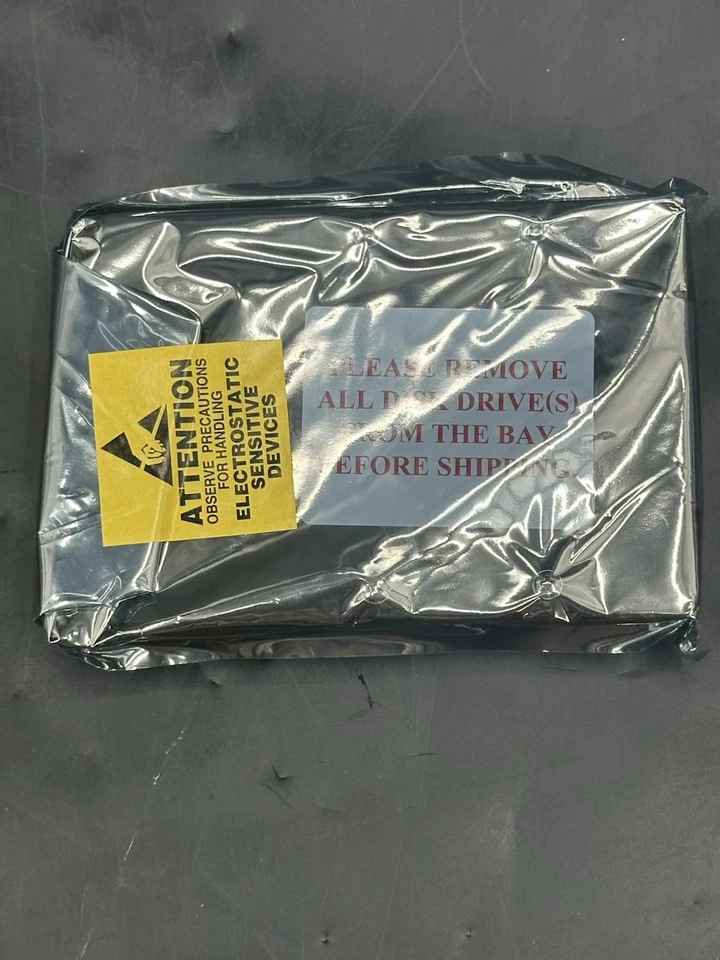 ATTENTION
OBSERVE PRECAUTIONS
FOR HANDLING
ELECTROSTATIC
SENSITIVE
DEVICES
PLEASE REMOVE
ALL DISK DRIVE(S)
FROM THE BAY
BEFORE SHIPPING.